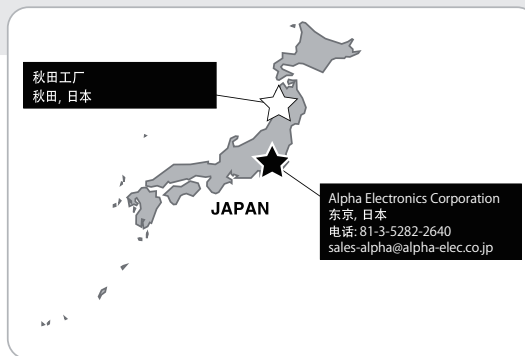 秋田工厂
秋田, 日本
JAPAN
Alpha Electronics Corporation
东京, 日本
电话: 81-3-5282-2640
sales-alpha@alpha-elec.co.jp